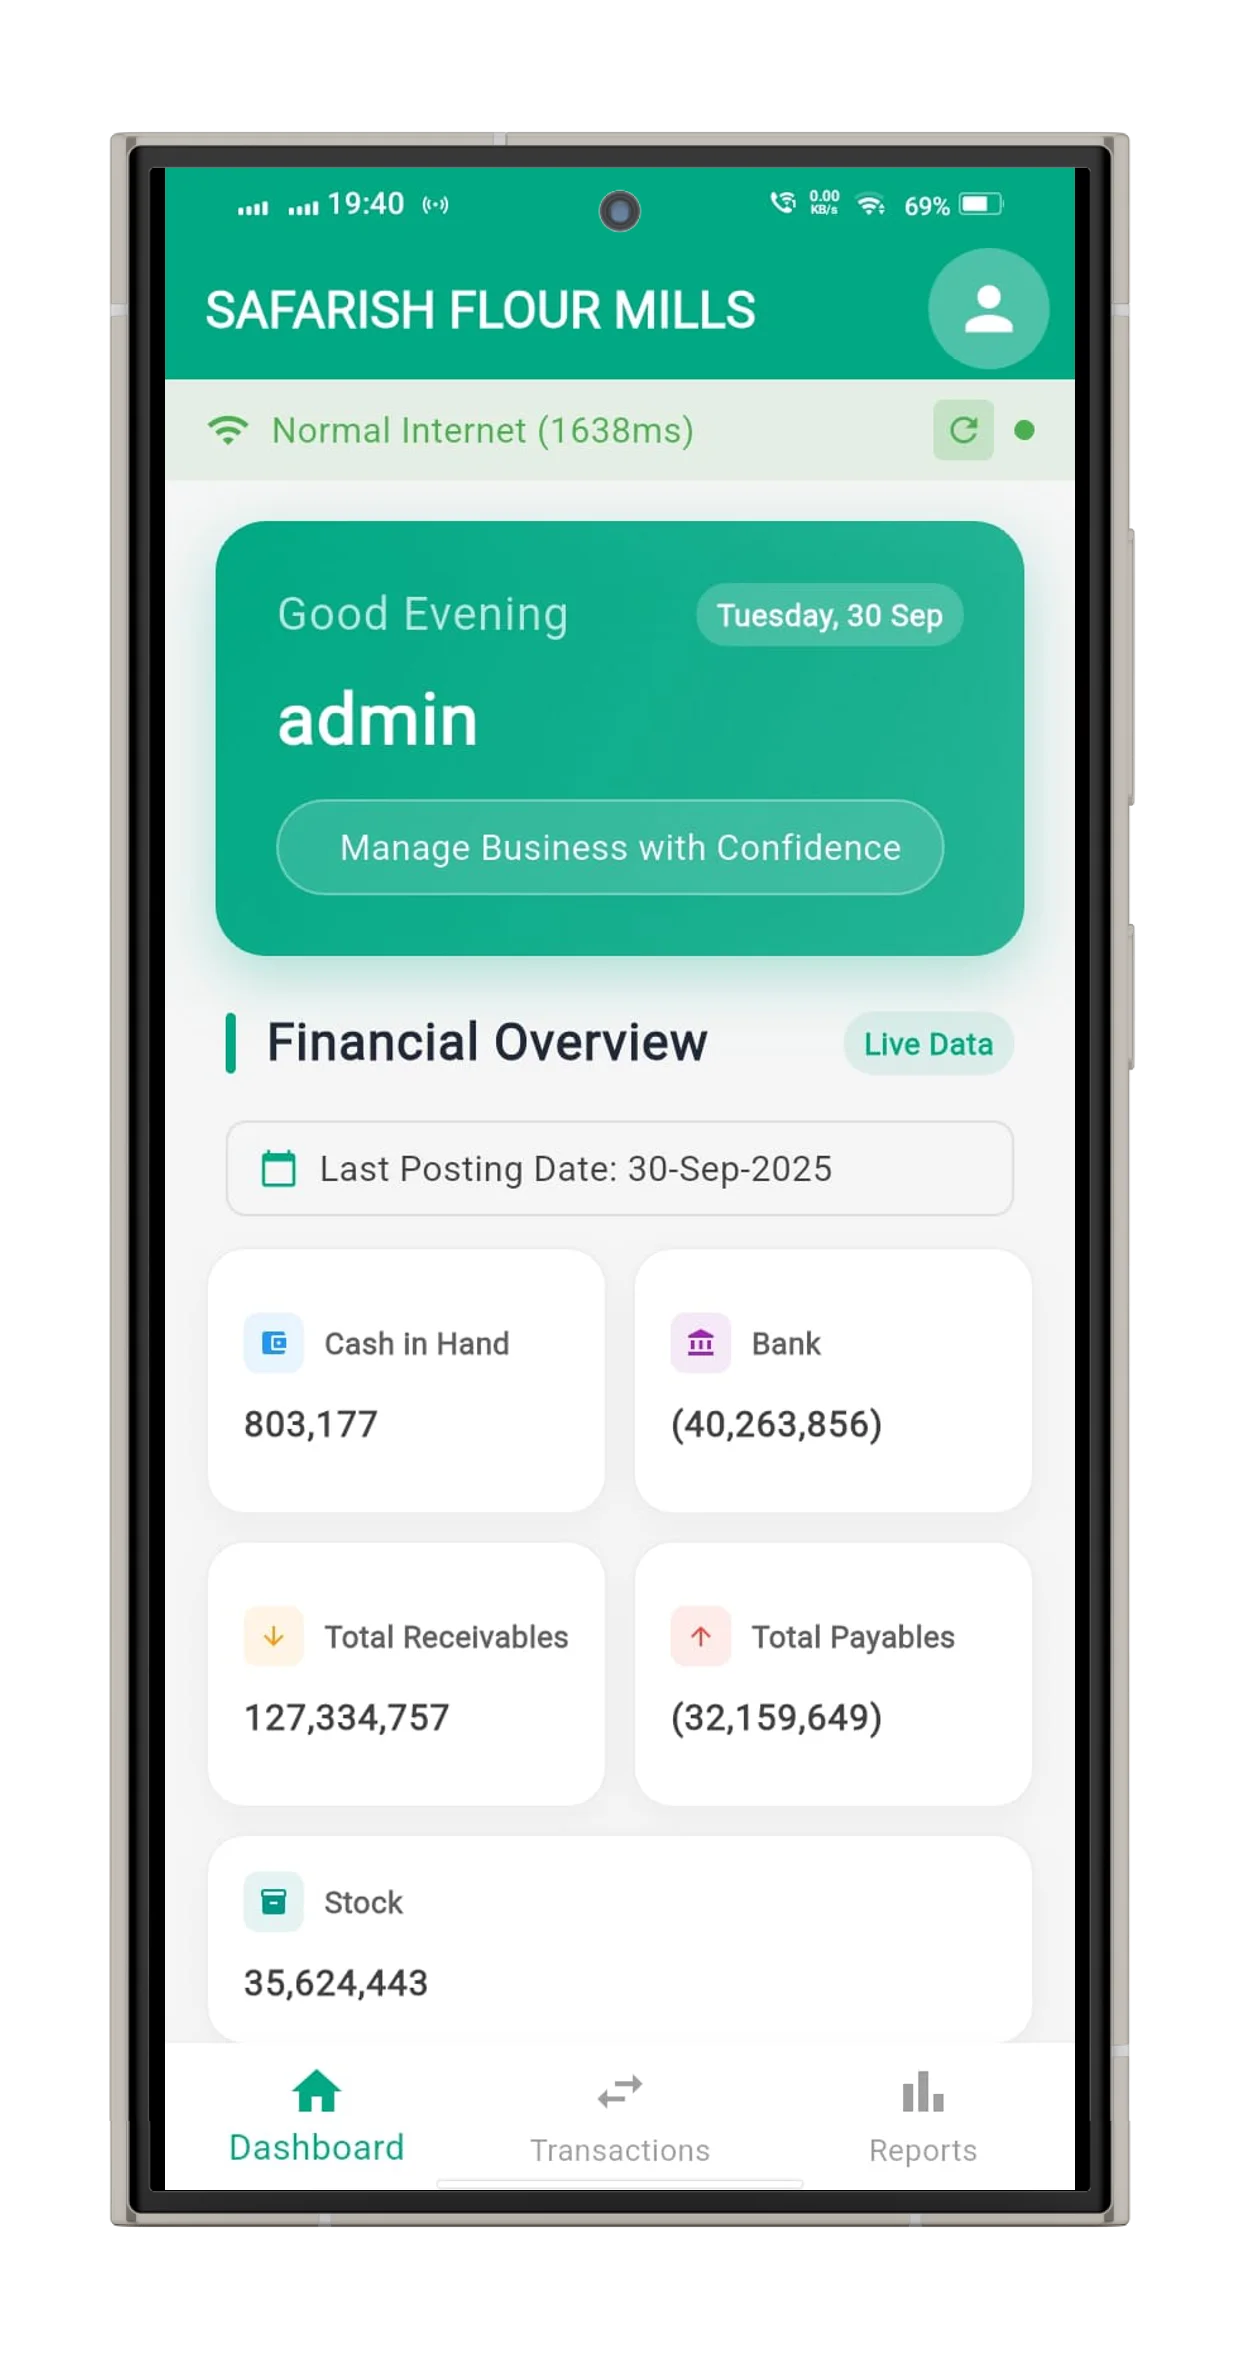 19:40
0.00
KB/s
69%
SAFARISH FLOUR MILLS
Normal Internet (1638ms)
Good Evening
Tuesday, 30 Sep
admin
Manage Business with Confidence
Financial Overview
Live Data
Last Posting Date: 30-Sep-2025
Cash in Hand
803,177
Bank
(40,263,856)
Total Receivables
127,334,757
Total Payables
(32,159,649)
Stock
35,624,443
Dashboard
Transactions
Reports